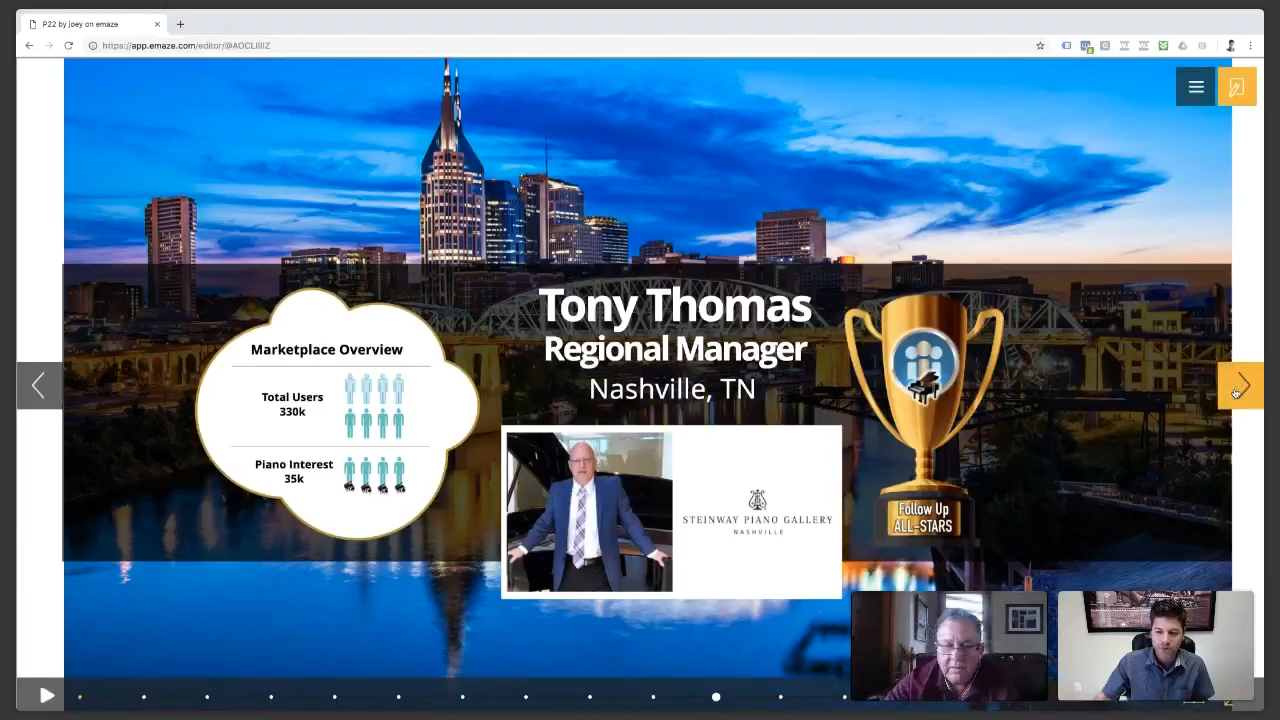 P22 by joey on emaze
https://app.emaze.com/editor/@AOCLIIIIZ
Tony Thomas
Regional Manager
Nashville, TN
Marketplace Overview
Total Users
330k
Piano Interest
35k
STEINWAY PIANO GALLERY
NASHVILLE
Follow Up
ALL-STARS